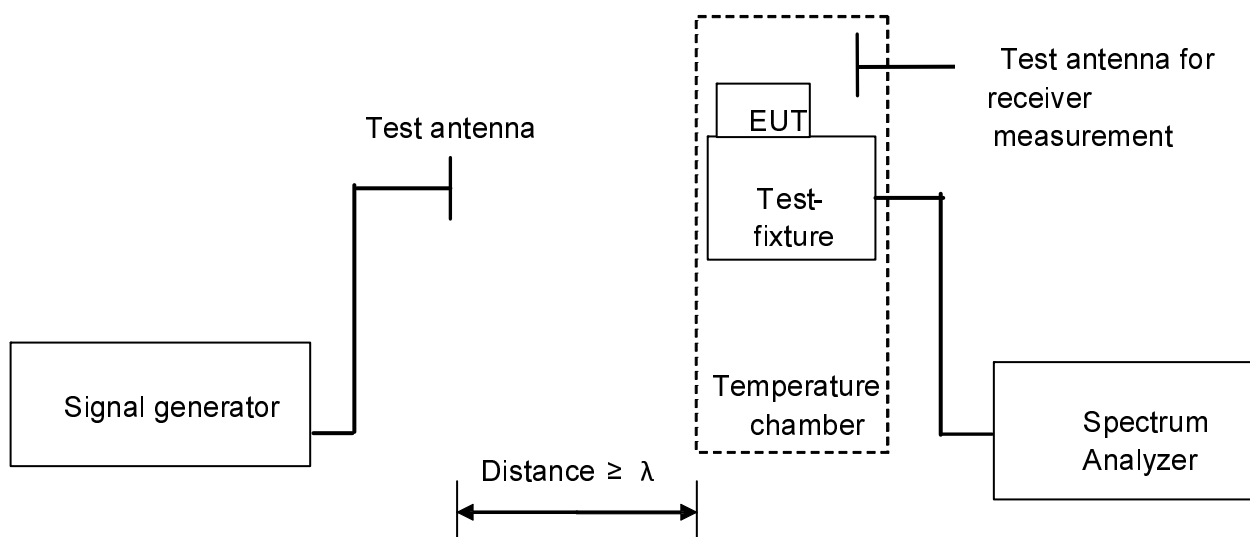 Test antenna for
receiver
measurement
EUT
Test antenna
Test-
fixture
Signal generator
Temperature
chamber
Spectrum
Analyzer
Distance ≥ λ